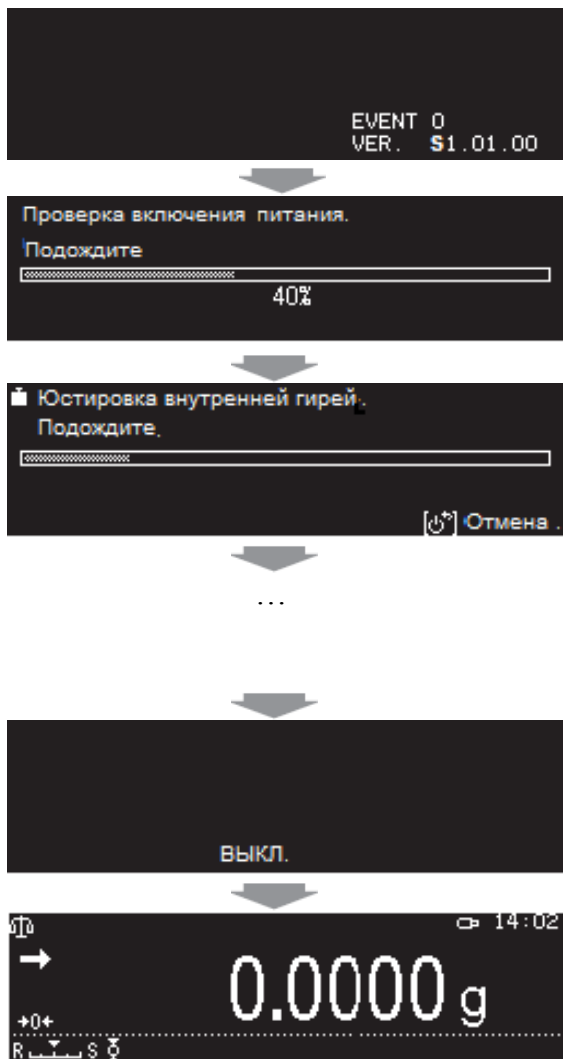 EVENT 0
VER. S1.01.00
Проверка включения питания.
Подождите
40%
Юстировка внутренней гирей.
Подождите.
[⏻] Отмена .
...
ВЫКЛ.
14:02
0.0000 g
→0←
R S